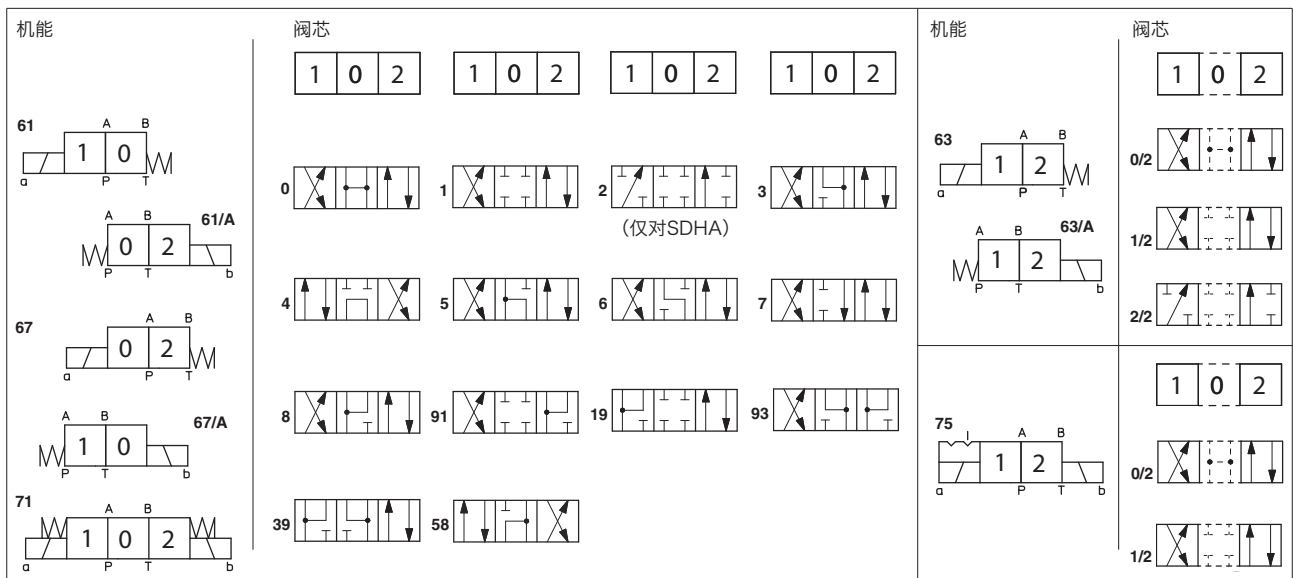 机能
阀芯
1 0 2
1 0 2
1 0 2
1 0 2
61
A B
1 0
a P T
A B 61/A
0 2
P T b
67
A B
0 2
a P T
A B 67/A
1 0
P T b
71
A B
1 0 2
a P T b
0
1
2
3
(仅对SDHA)
4
5
6
7
8
91
19
93
39
58
机能
阀芯
1 0 2
63
A B
1 2
a P T
A B 63/A
1 2
P T b
0/2
1/2
2/2
1 0 2
75
A B
1 2
a P T b
0/2
1/2